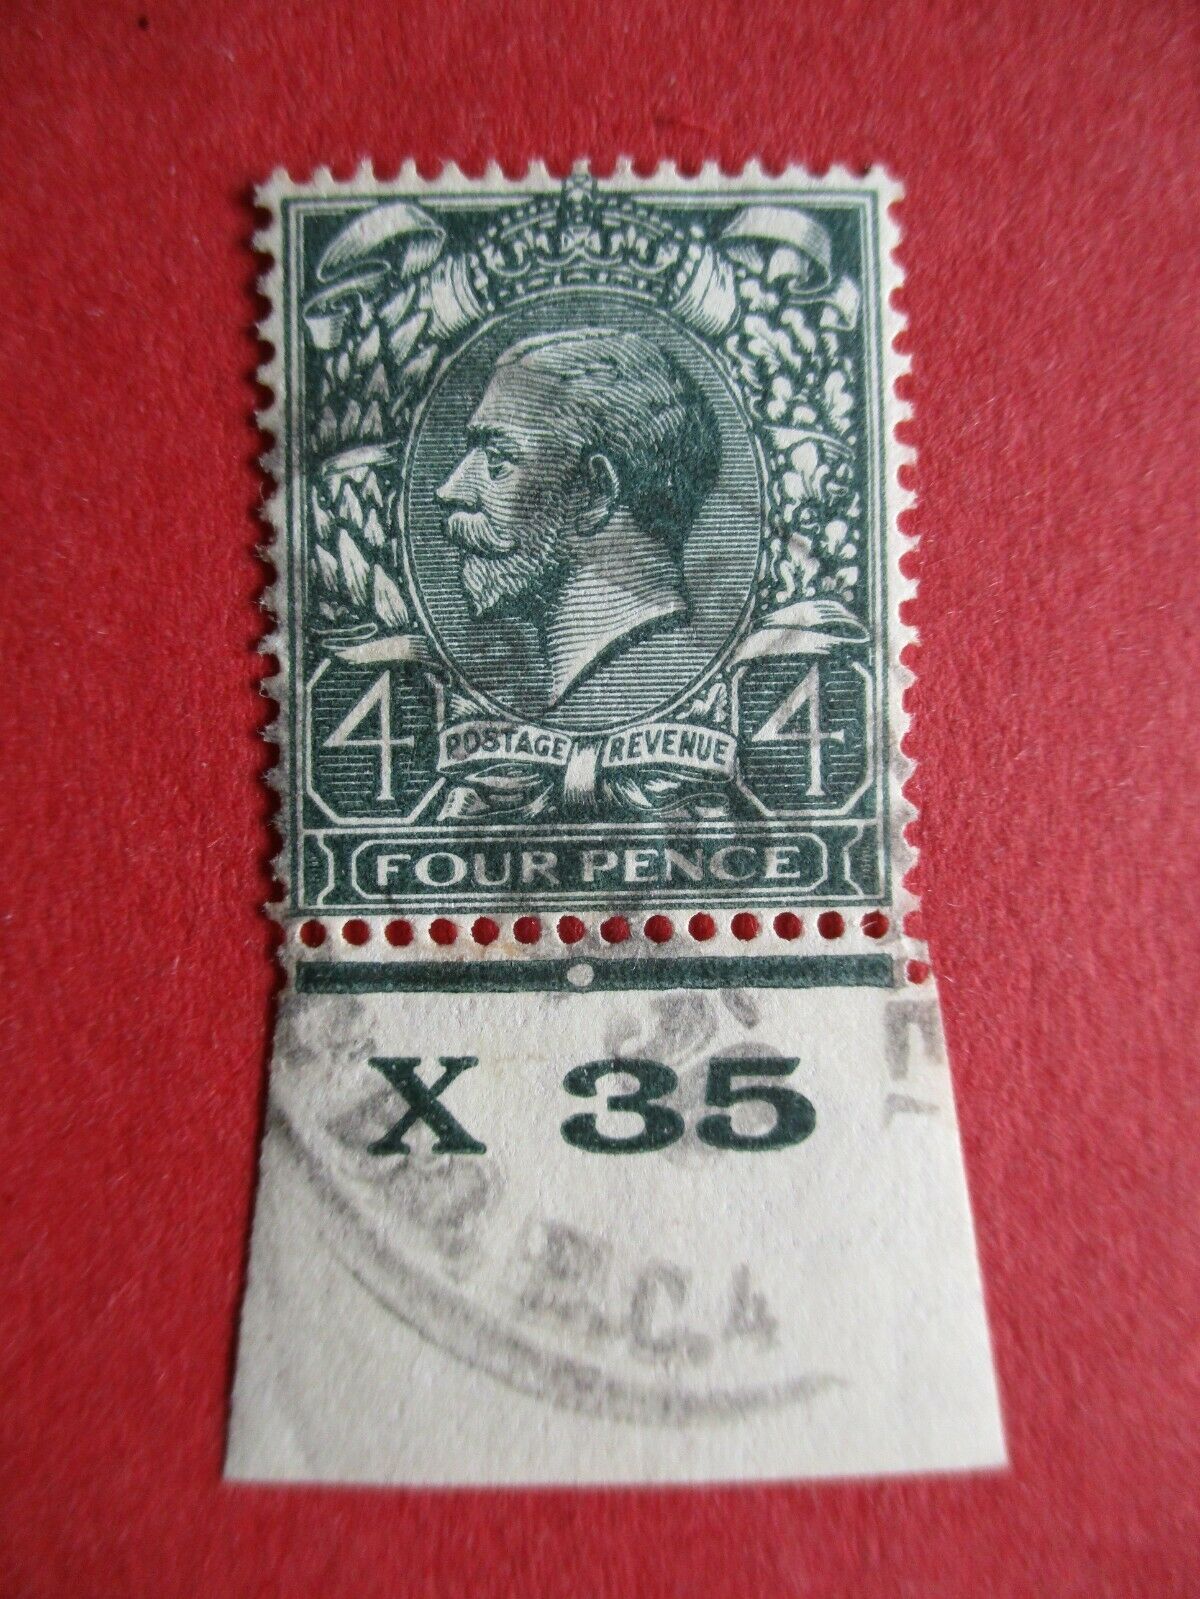 4 POSTAGE REVENUE 4
FOUR PENCE
X 35
E.C.4